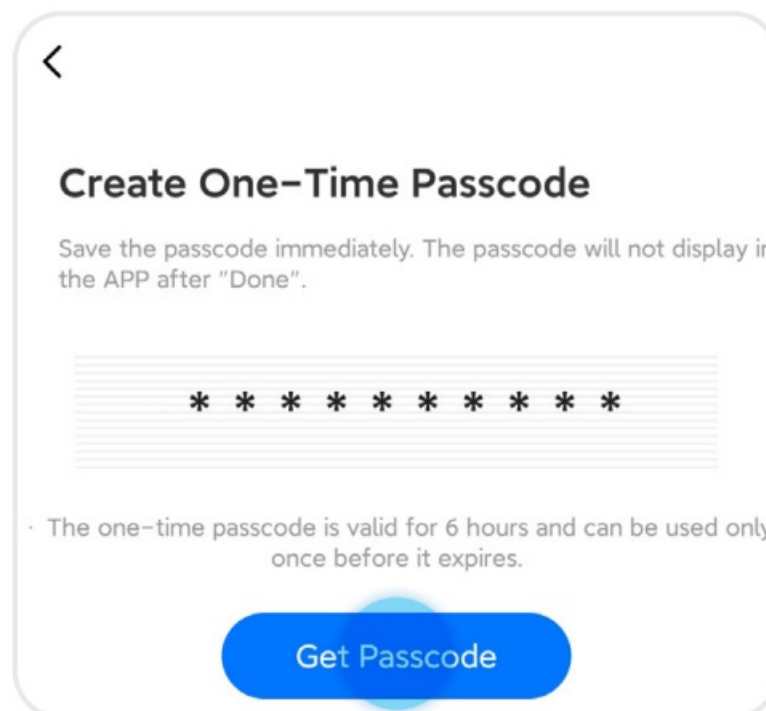 Create One-Time Passcode
Save the passcode immediately. The passcode will not display in
the APP after "Done".
* * * * * * * * * *
· The one-time passcode is valid for 6 hours and can be used only
once before it expires.
Get Passcode